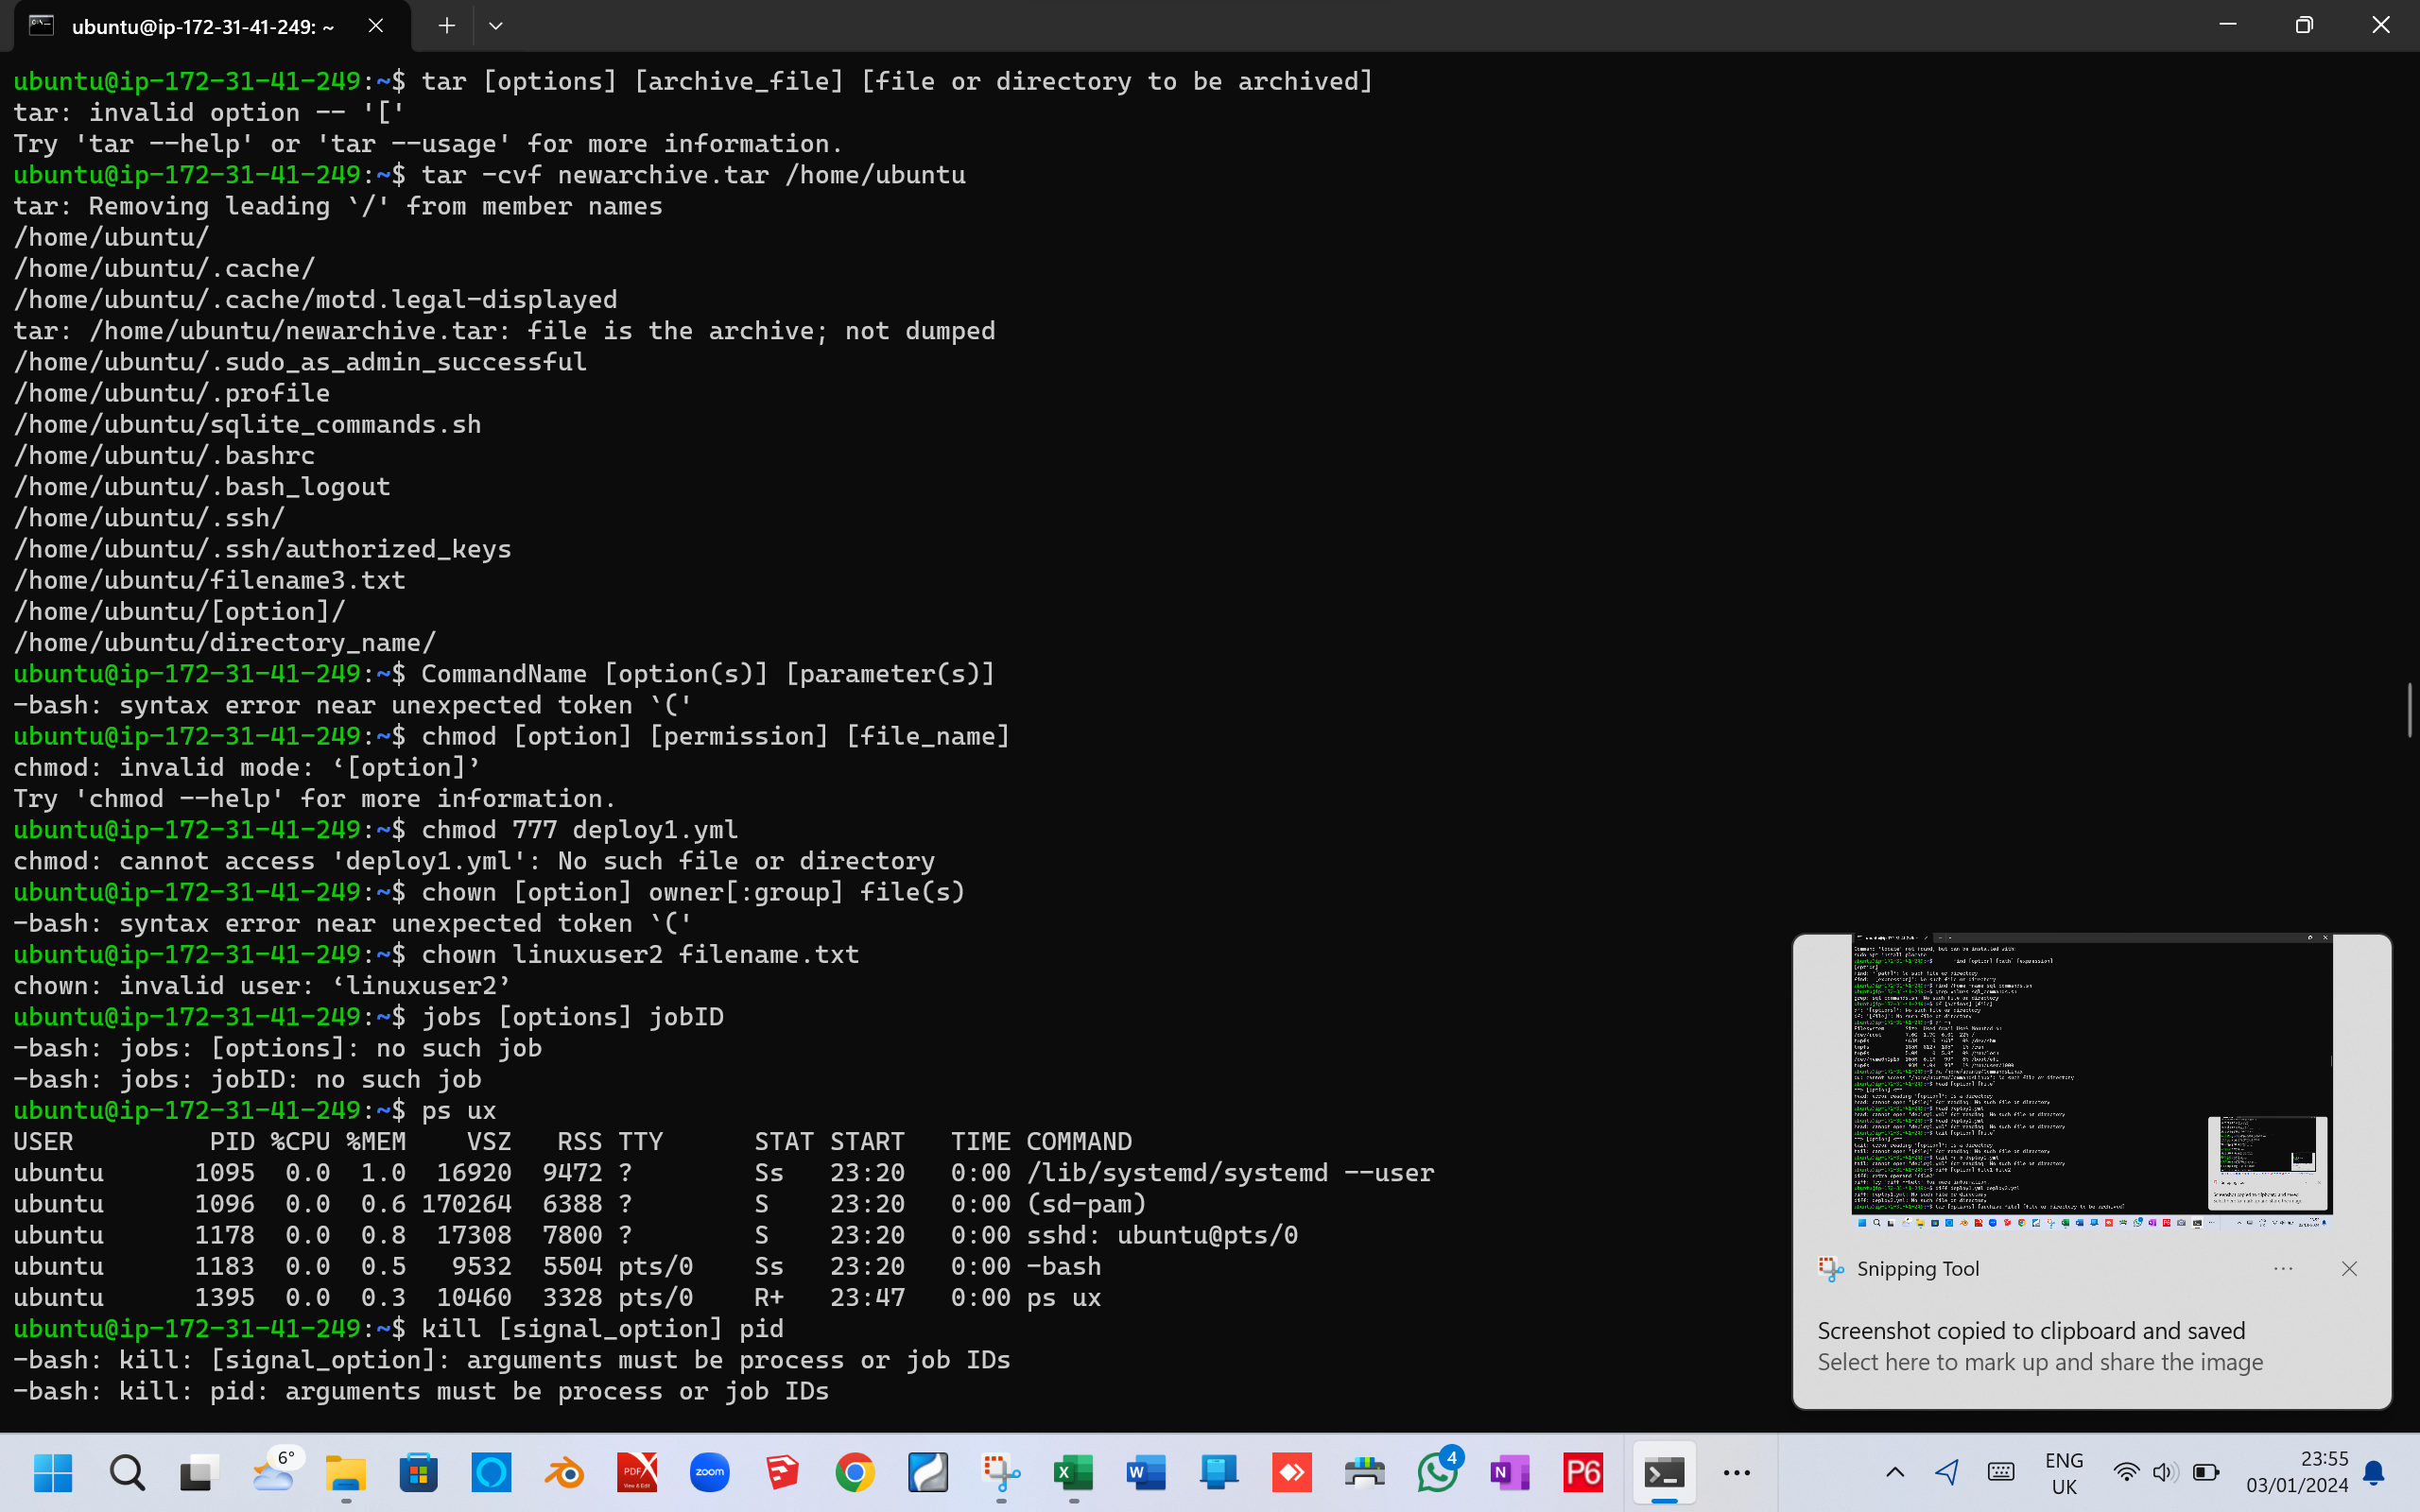 ubuntu@ip-172-31-41-249: ~
ubuntu@ip-172-31-41-249:~$ tar [options] [archive_file] [file or directory to be archived]
tar: invalid option -- '['
Try 'tar --help' or 'tar --usage' for more information.
ubuntu@ip-172-31-41-249:~$ tar -cvf newarchive.tar /home/ubuntu
tar: Removing leading `/' from member names
/home/ubuntu/
/home/ubuntu/.cache/
/home/ubuntu/.cache/motd.legal-displayed
tar: /home/ubuntu/newarchive.tar: file is the archive; not dumped
/home/ubuntu/.sudo_as_admin_successful
/home/ubuntu/.profile
/home/ubuntu/sqlite_commands.sh
/home/ubuntu/.bashrc
/home/ubuntu/.bash_logout
/home/ubuntu/.ssh/
/home/ubuntu/.ssh/authorized_keys
/home/ubuntu/filename3.txt
/home/ubuntu/[option]/
/home/ubuntu/directory_name/
ubuntu@ip-172-31-41-249:~$ CommandName [option(s)] [parameter(s)]
-bash: syntax error near unexpected token `('
ubuntu@ip-172-31-41-249:~$ chmod [option] [permission] [file_name]
chmod: invalid mode: ‘[option]’
Try 'chmod --help' for more information.
ubuntu@ip-172-31-41-249:~$ chmod 777 deploy1.yml
chmod: cannot access 'deploy1.yml': No such file or directory
ubuntu@ip-172-31-41-249:~$ chown [option] owner[:group] file(s)
-bash: syntax error near unexpected token `('
ubuntu@ip-172-31-41-249:~$ chown linuxuser2 filename.txt
chown: invalid user: ‘linuxuser2’
ubuntu@ip-172-31-41-249:~$ jobs [options] jobID
-bash: jobs: [options]: no such job
-bash: jobs: jobID: no such job
ubuntu@ip-172-31-41-249:~$ ps ux
USER         PID %CPU %MEM    VSZ   RSS TTY      STAT START   TIME COMMAND
ubuntu      1095  0.0  1.0  16920  9472 ?        Ss   23:20   0:00 /lib/systemd/systemd --user
ubuntu      1096  0.0  0.6 170264  6388 ?        S    23:20   0:00 (sd-pam)
ubuntu      1178  0.0  0.8  17308  7800 ?        S    23:20   0:00 sshd: ubuntu@pts/0
ubuntu      1183  0.0  0.5   9532  5504 pts/0    Ss   23:20   0:00 -bash
ubuntu      1395  0.0  0.3  10460  3328 pts/0    R+   23:47   0:00 ps ux
ubuntu@ip-172-31-41-249:~$ kill [signal_option] pid
-bash: kill: [signal_option]: arguments must be process or job IDs
-bash: kill: pid: arguments must be process or job IDs
Snipping Tool
Screenshot copied to clipboard and saved
Select here to mark up and share the image
6°
PDF
zoom
X
W
4
N
P6
ENG
UK
23:55
03/01/2024